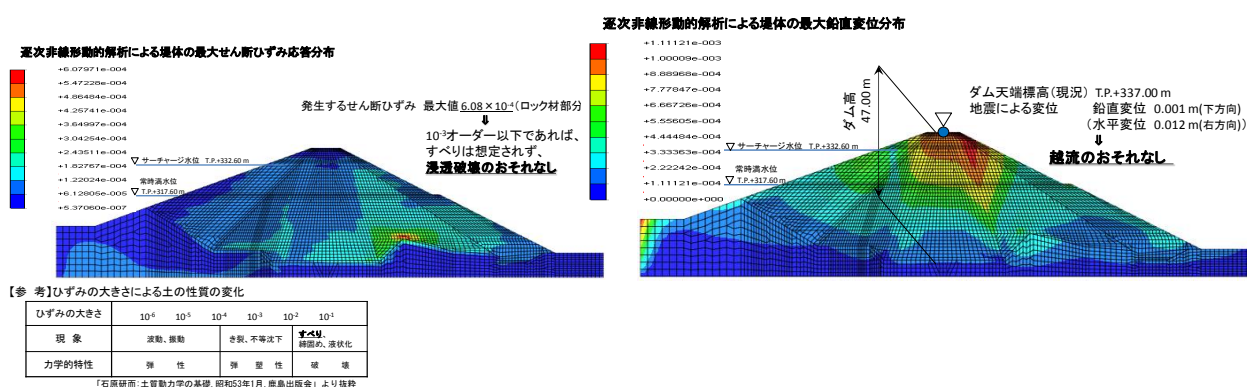 逐次非線形動的解析による堤体の最大せん断ひずみ応答分布
+6.07971e-004
+5.47228e-004
+4.86484e-004
+4.25741e-004
+3.64997e-004
+3.04254e-004
+2.43511e-004
+1.82767e-004
+1.22024e-004
+6.12805e-005
+5.37060e-007
発生するせん断ひずみ 最大値 6.08×10⁻⁴(ロック材部分
⇓
10⁻³オーダー以下であれば、
すべりは想定されず、
浸透破壊のおそれなし
▽ サーチャージ水位 T.P.+332.60 m
常時満水位
▽ T.P.+317.60 m
【参 考】ひずみの大きさによる土の性質の変化
ひずみの大きさ 10⁻⁶ 10⁻⁵ 10⁻⁴ 10⁻³ 10⁻² 10⁻¹
現 象 波動、振動 き裂、不等沈下 すべり、締固め、液状化
力学的特性 弾 性 弾 塑 性 破 壊
「石原研而:土質動力学の基礎, 昭和53年1月, 鹿島出版会」より抜粋
逐次非線形動的解析による堤体の最大鉛直変位分布
+1.11121e-003
+1.00009e-003
+8.88968e-004
+7.77847e-004
+6.66726e-004
+5.55605e-004
+4.44484e-004
+3.33363e-004
+2.22242e-004
+1.11121e-004
+0.00000e+000
ダム高
47.00 m
ダム天端標高(現況) T.P.+337.00 m
地震による変位 鉛直変位 0.001 m(下方向)
(水平変位 0.012 m(右方向))
⇓
越流のおそれなし
▽ サーチャージ水位 T.P.+332.60 m
常時満水位
▽ T.P.+317.60 m